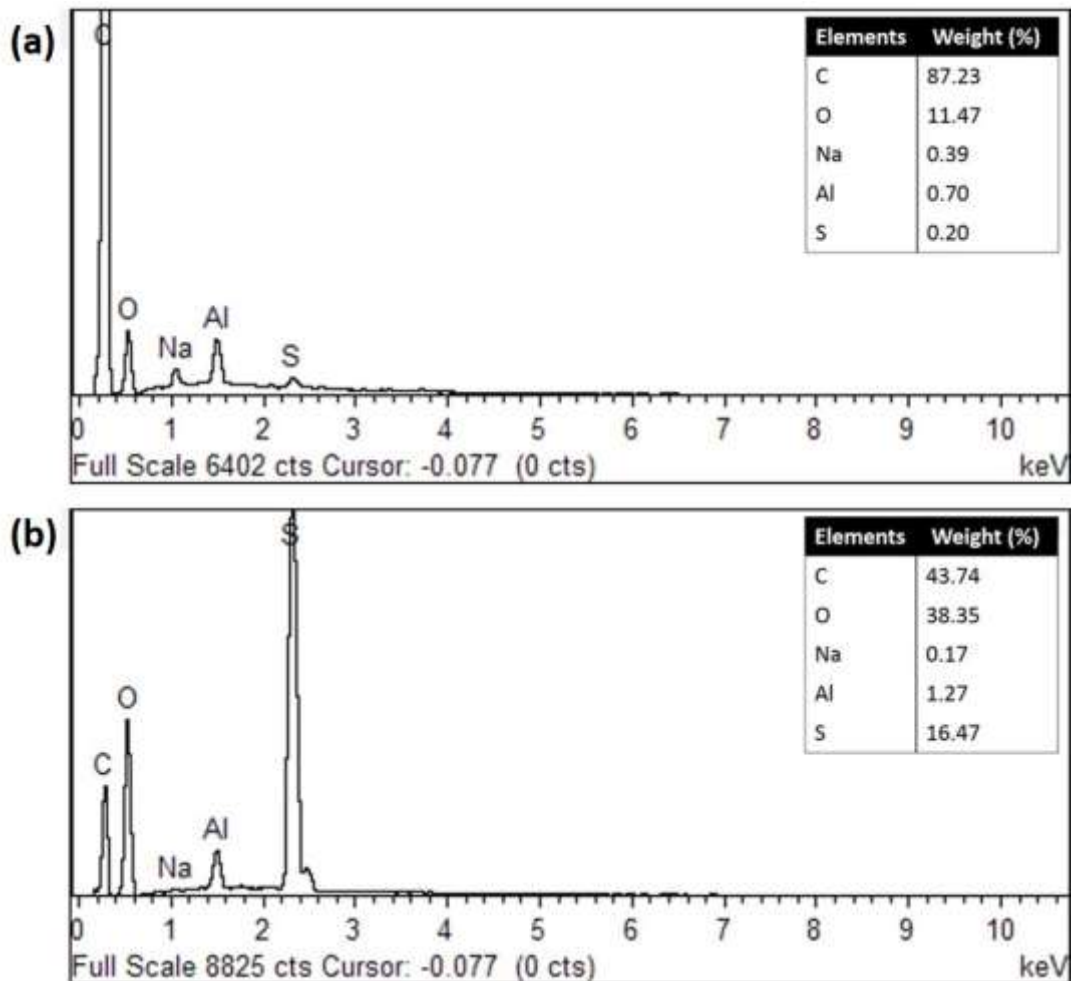 (a)
C
O
Na
Al
S
Elements Weight (%)
C 87.23
O 11.47
Na 0.39
Al 0.70
S 0.20
0 1 2 3 4 5 6 7 8 9 10
Full Scale 6402 cts Cursor: -0.077 (0 cts) keV
(b)
C
O
Na
Al
S
Elements Weight (%)
C 43.74
O 38.35
Na 0.17
Al 1.27
S 16.47
0 1 2 3 4 5 6 7 8 9 10
Full Scale 8825 cts Cursor: -0.077 (0 cts) keV